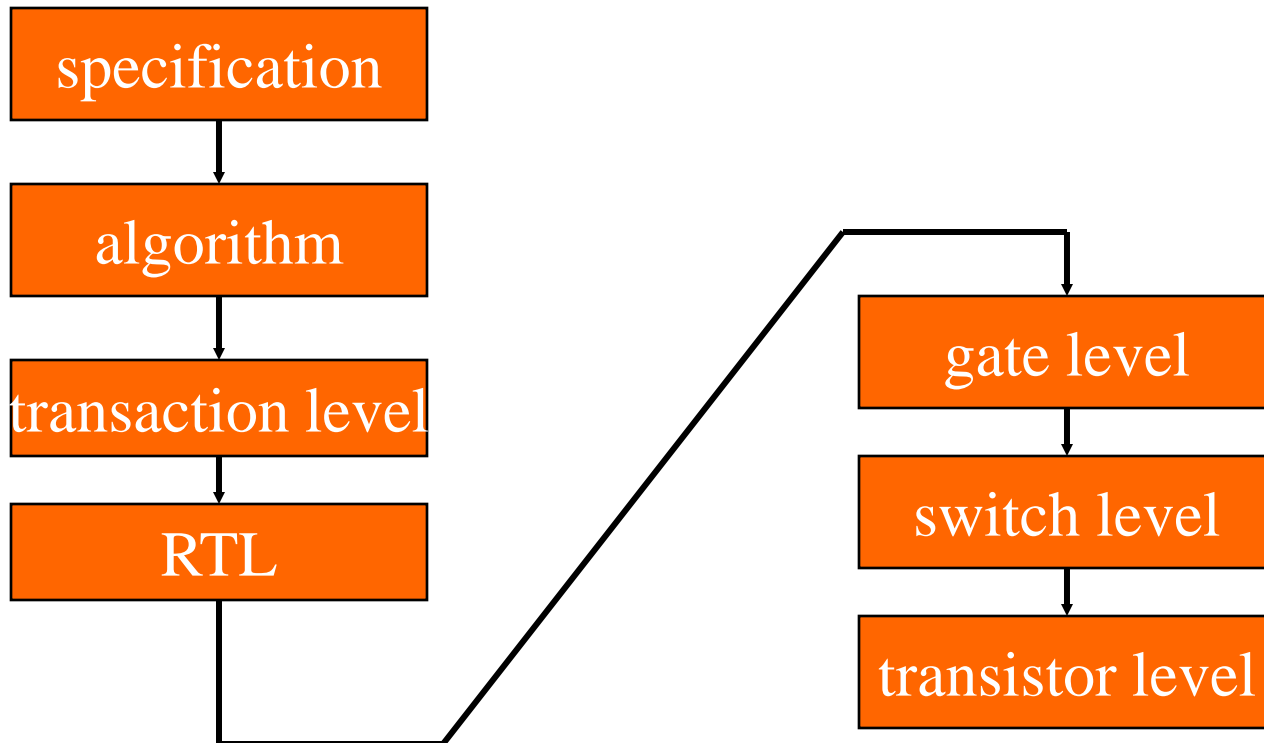 specification
algorithm
transaction level
RTL
gate level
switch level
transistor level